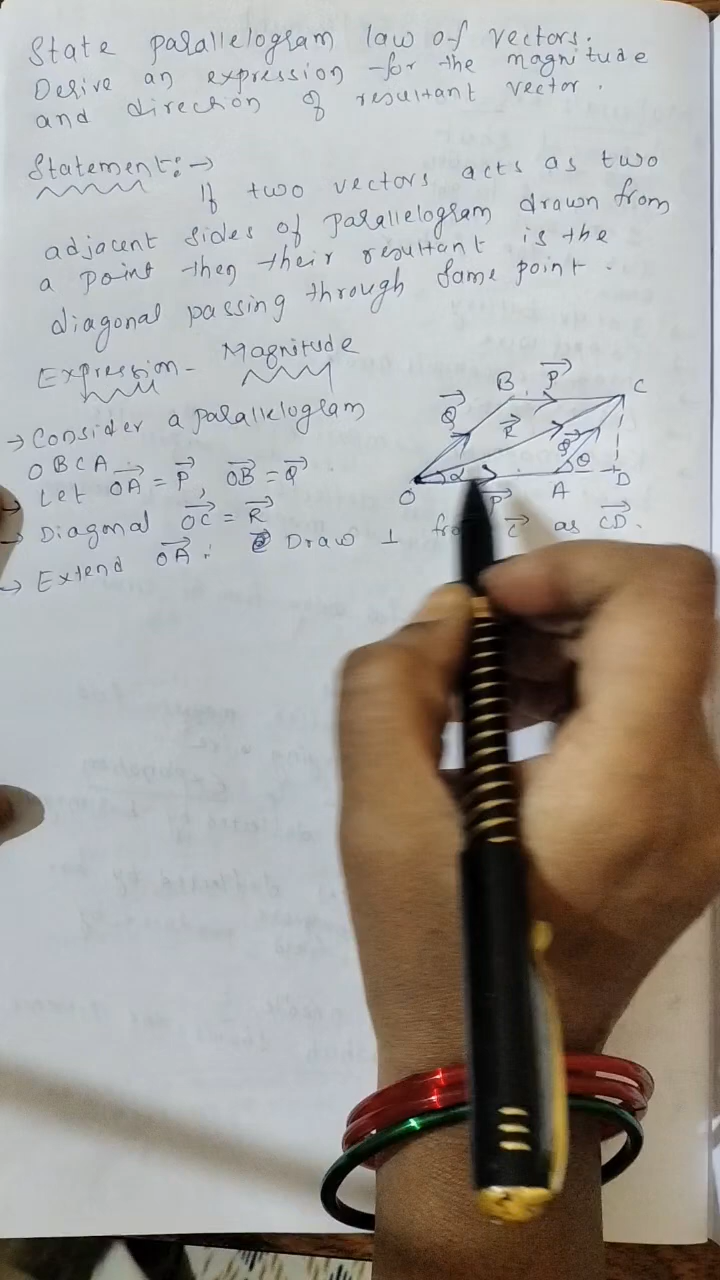 State parallelogram law of vectors.
Derive an expression for the magnitude
and direction of resultant vector.
Statement:→
If two vectors acts as two
adjacent sides of parallelogram drawn from
a point then their resultant is the
diagonal passing through same point.
Expression- Magnitude
→ Consider a parallelogram
OBCA.
→ Let OA⃗ = P⃗, OB⃗ = Q⃗
→ Diagonal OC⃗ = R⃗
→ Extend OA⃗. Draw ⊥ C⃗ as CD⃗.
B P⃗ C
Q⃗ R⃗ Q⃗ θ
O α P⃗ A D